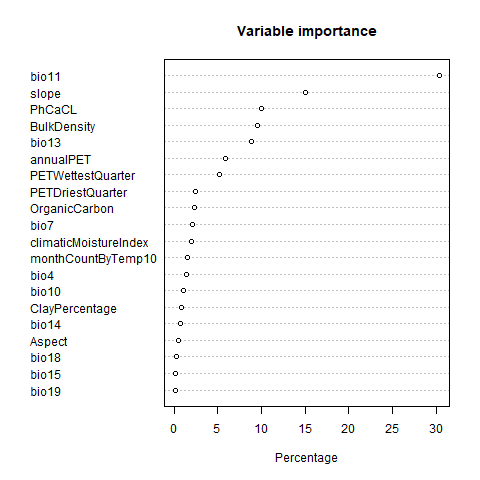 Variable importance
bio11
slope
PhCaCL
BulkDensity
bio13
annualPET
PETWettestQuarter
PETDriestQuarter
OrganicCarbon
bio7
climaticMoistureIndex
monthCountByTemp10
bio4
bio10
ClayPercentage
bio14
Aspect
bio18
bio15
bio19
0 5 10 15 20 25 30
Percentage